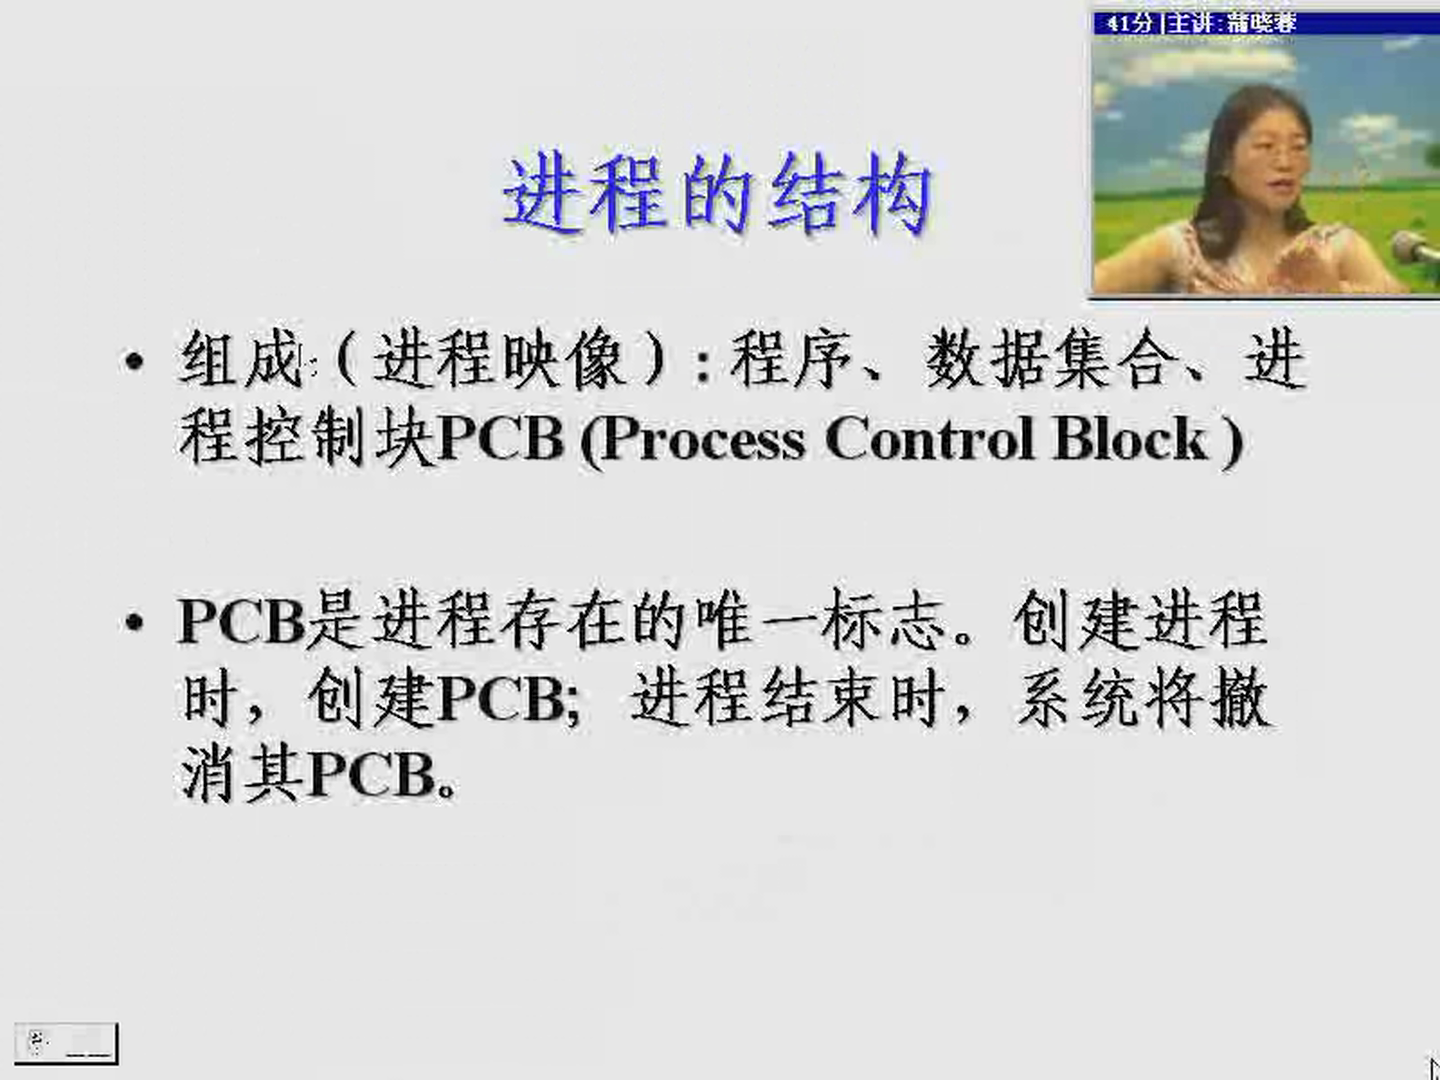 41分|主讲:蒲晓蓉
进程的结构
• 组成:（进程映像）: 程序、数据集合、进
程控制块PCB (Process Control Block )
• PCB是进程存在的唯一标志。创建进程
时，创建PCB; 进程结束时，系统将撤
消其PCB。